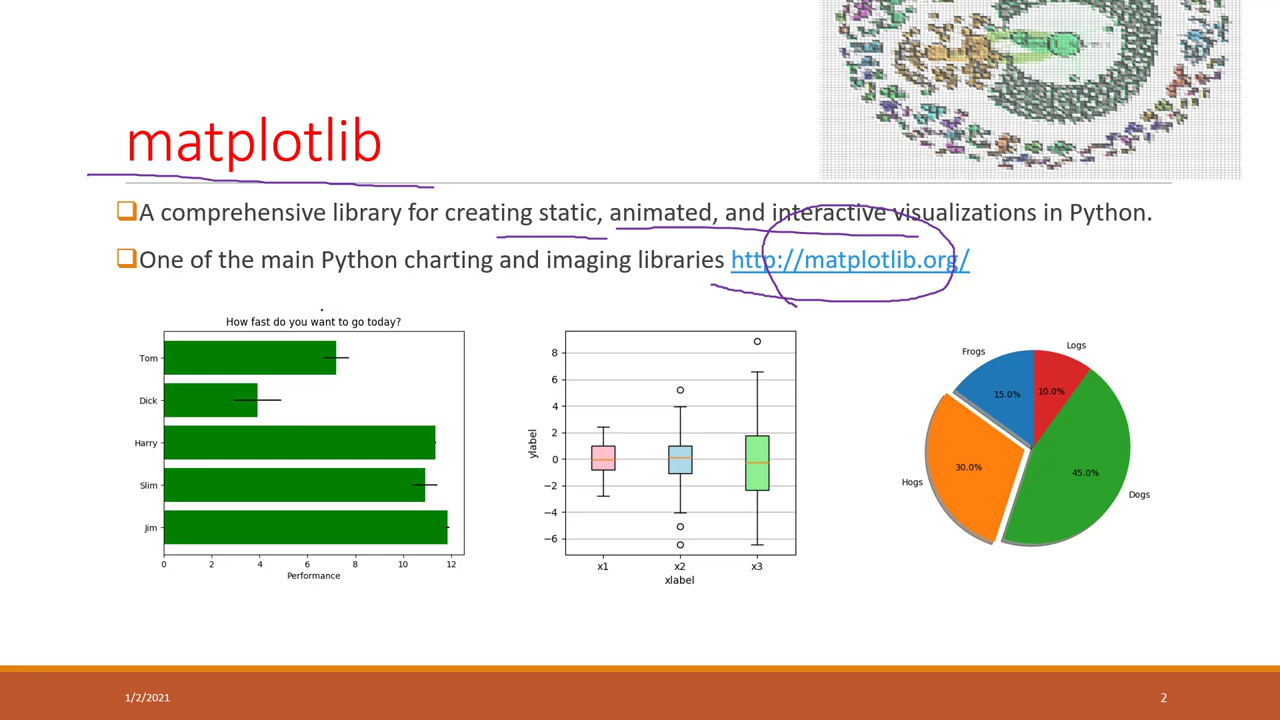 matplotlib
A comprehensive library for creating static, animated, and interactive visualizations in Python.
One of the main Python charting and imaging libraries http://matplotlib.org/
How fast do you want to go today?
Tom
Dick
Harry
Slim
Jim
0 2 4 6 8 10 12
Performance
ylabel
8
6
4
2
0
−2
−4
−6
x1 x2 x3
xlabel
Logs
Frogs
10.0%
15.0%
30.0%
45.0%
Hogs
Dogs
1/2/2021
2